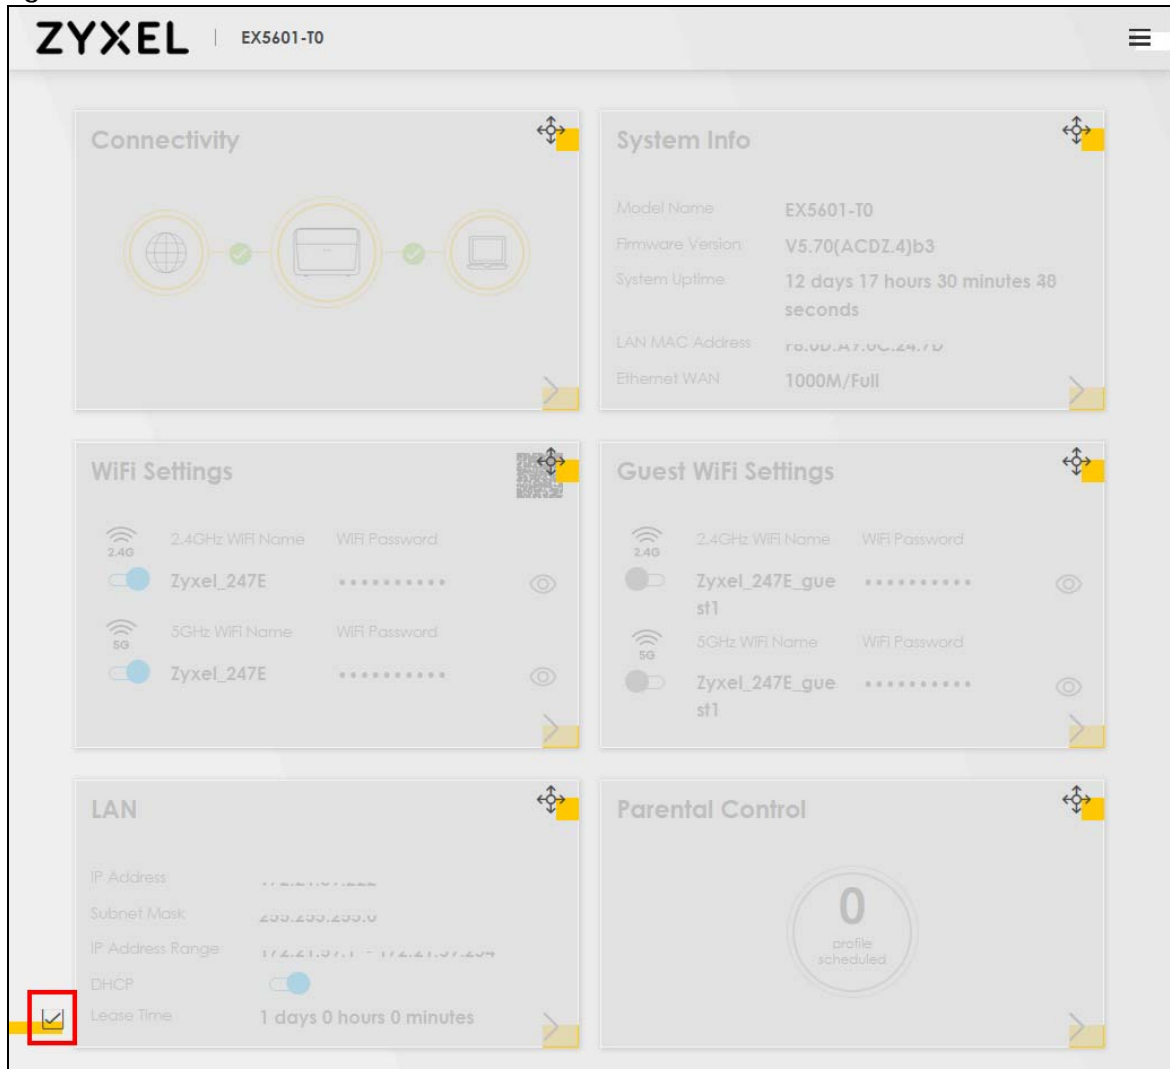 ZYXEL EX5601-T0
Connectivity
System Info
Model Name EX5601-T0
Firmware Version V5.70(ACDZ.4)b3
System Uptime 12 days 17 hours 30 minutes 48
seconds
LAN MAC Address
Ethernet WAN 1000M/Full
WiFi Settings
2.4G 2.4GHz WiFi Name WiFi Password
Zyxel_247E ••••••••••
5G 5GHz WiFi Name WiFi Password
Zyxel_247E ••••••••••
Guest WiFi Settings
2.4G 2.4GHz WiFi Name WiFi Password
Zyxel_247E_gue ••••••••••
st1
5G 5GHz WiFi Name WiFi Password
Zyxel_247E_gue ••••••••••
st1
LAN
IP Address
Subnet Mask 255.255.255.0
IP Address Range
DHCP
Lease Time 1 days 0 hours 0 minutes
Parental Control
0
profile
scheduled